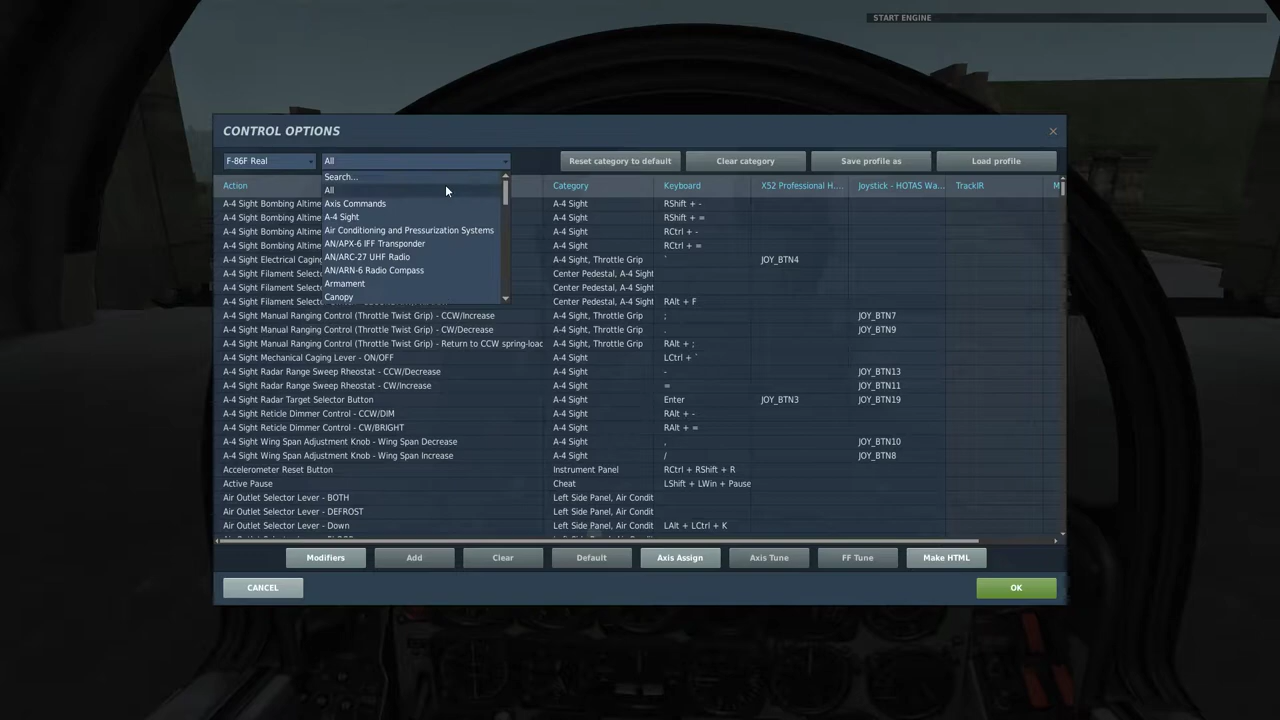 START ENGINE
CONTROL OPTIONS
×
F-86F Real
All
Reset category to default
Clear category
Save profile as
Load profile
Search...
All
Axis Commands
A-4 Sight
Air Conditioning and Pressurization Systems
AN/APX-6 IFF Transponder
AN/ARC-27 UHF Radio
AN/ARN-6 Radio Compass
Armament
Canopy
Action Category Keyboard X52 Professional H.... Joystick - HOTAS Wa... TrackIR M
A-4 Sight Bombing Altime A-4 Sight RShift + -
A-4 Sight Bombing Altime A-4 Sight RShift + =
A-4 Sight Bombing Altime A-4 Sight RCtrl + -
A-4 Sight Bombing Altime A-4 Sight RCtrl + =
A-4 Sight Electrical Caging A-4 Sight, Throttle Grip ` JOY_BTN4
A-4 Sight Filament Selec Center Pedestal, A-4 Sight
A-4 Sight Filament Selec Center Pedestal, A-4 Sight
A-4 Sight Filament Selec Center Pedestal, A-4 Sight RAlt + F
A-4 Sight Manual Ranging Control (Throttle Twist Grip) - CCW/Increase A-4 Sight, Throttle Grip ; JOY_BTN7
A-4 Sight Manual Ranging Control (Throttle Twist Grip) - CW/Decrease A-4 Sight, Throttle Grip . JOY_BTN9
A-4 Sight Manual Ranging Control (Throttle Twist Grip) - Return to CCW spring-loac A-4 Sight, Throttle Grip RAlt + ;
A-4 Sight Mechanical Caging Lever - ON/OFF A-4 Sight LCtrl + `
A-4 Sight Radar Range Sweep Rheostat - CCW/Decrease A-4 Sight - JOY_BTN13
A-4 Sight Radar Range Sweep Rheostat - CW/Increase A-4 Sight = JOY_BTN11
A-4 Sight Radar Target Selector Button A-4 Sight Enter JOY_BTN3 JOY_BTN19
A-4 Sight Reticle Dimmer Control - CCW/DIM A-4 Sight RAlt + -
A-4 Sight Reticle Dimmer Control - CW/BRIGHT A-4 Sight RAlt + =
A-4 Sight Wing Span Adjustment Knob - Wing Span Decrease A-4 Sight , JOY_BTN10
A-4 Sight Wing Span Adjustment Knob - Wing Span Increase A-4 Sight / JOY_BTN8
Accelerometer Reset Button Instrument Panel RCtrl + RShift + R
Active Pause Cheat LShift + LWin + Pause
Air Outlet Selector Lever - BOTH Left Side Panel, Air Condit
Air Outlet Selector Lever - DEFROST Left Side Panel, Air Condit
Air Outlet Selector Lever - Down Left Side Panel, Air Condit LAlt + LCtrl + K
Modifiers
Add
Clear
Default
Axis Assign
Axis Tune
FF Tune
Make HTML
CANCEL
OK